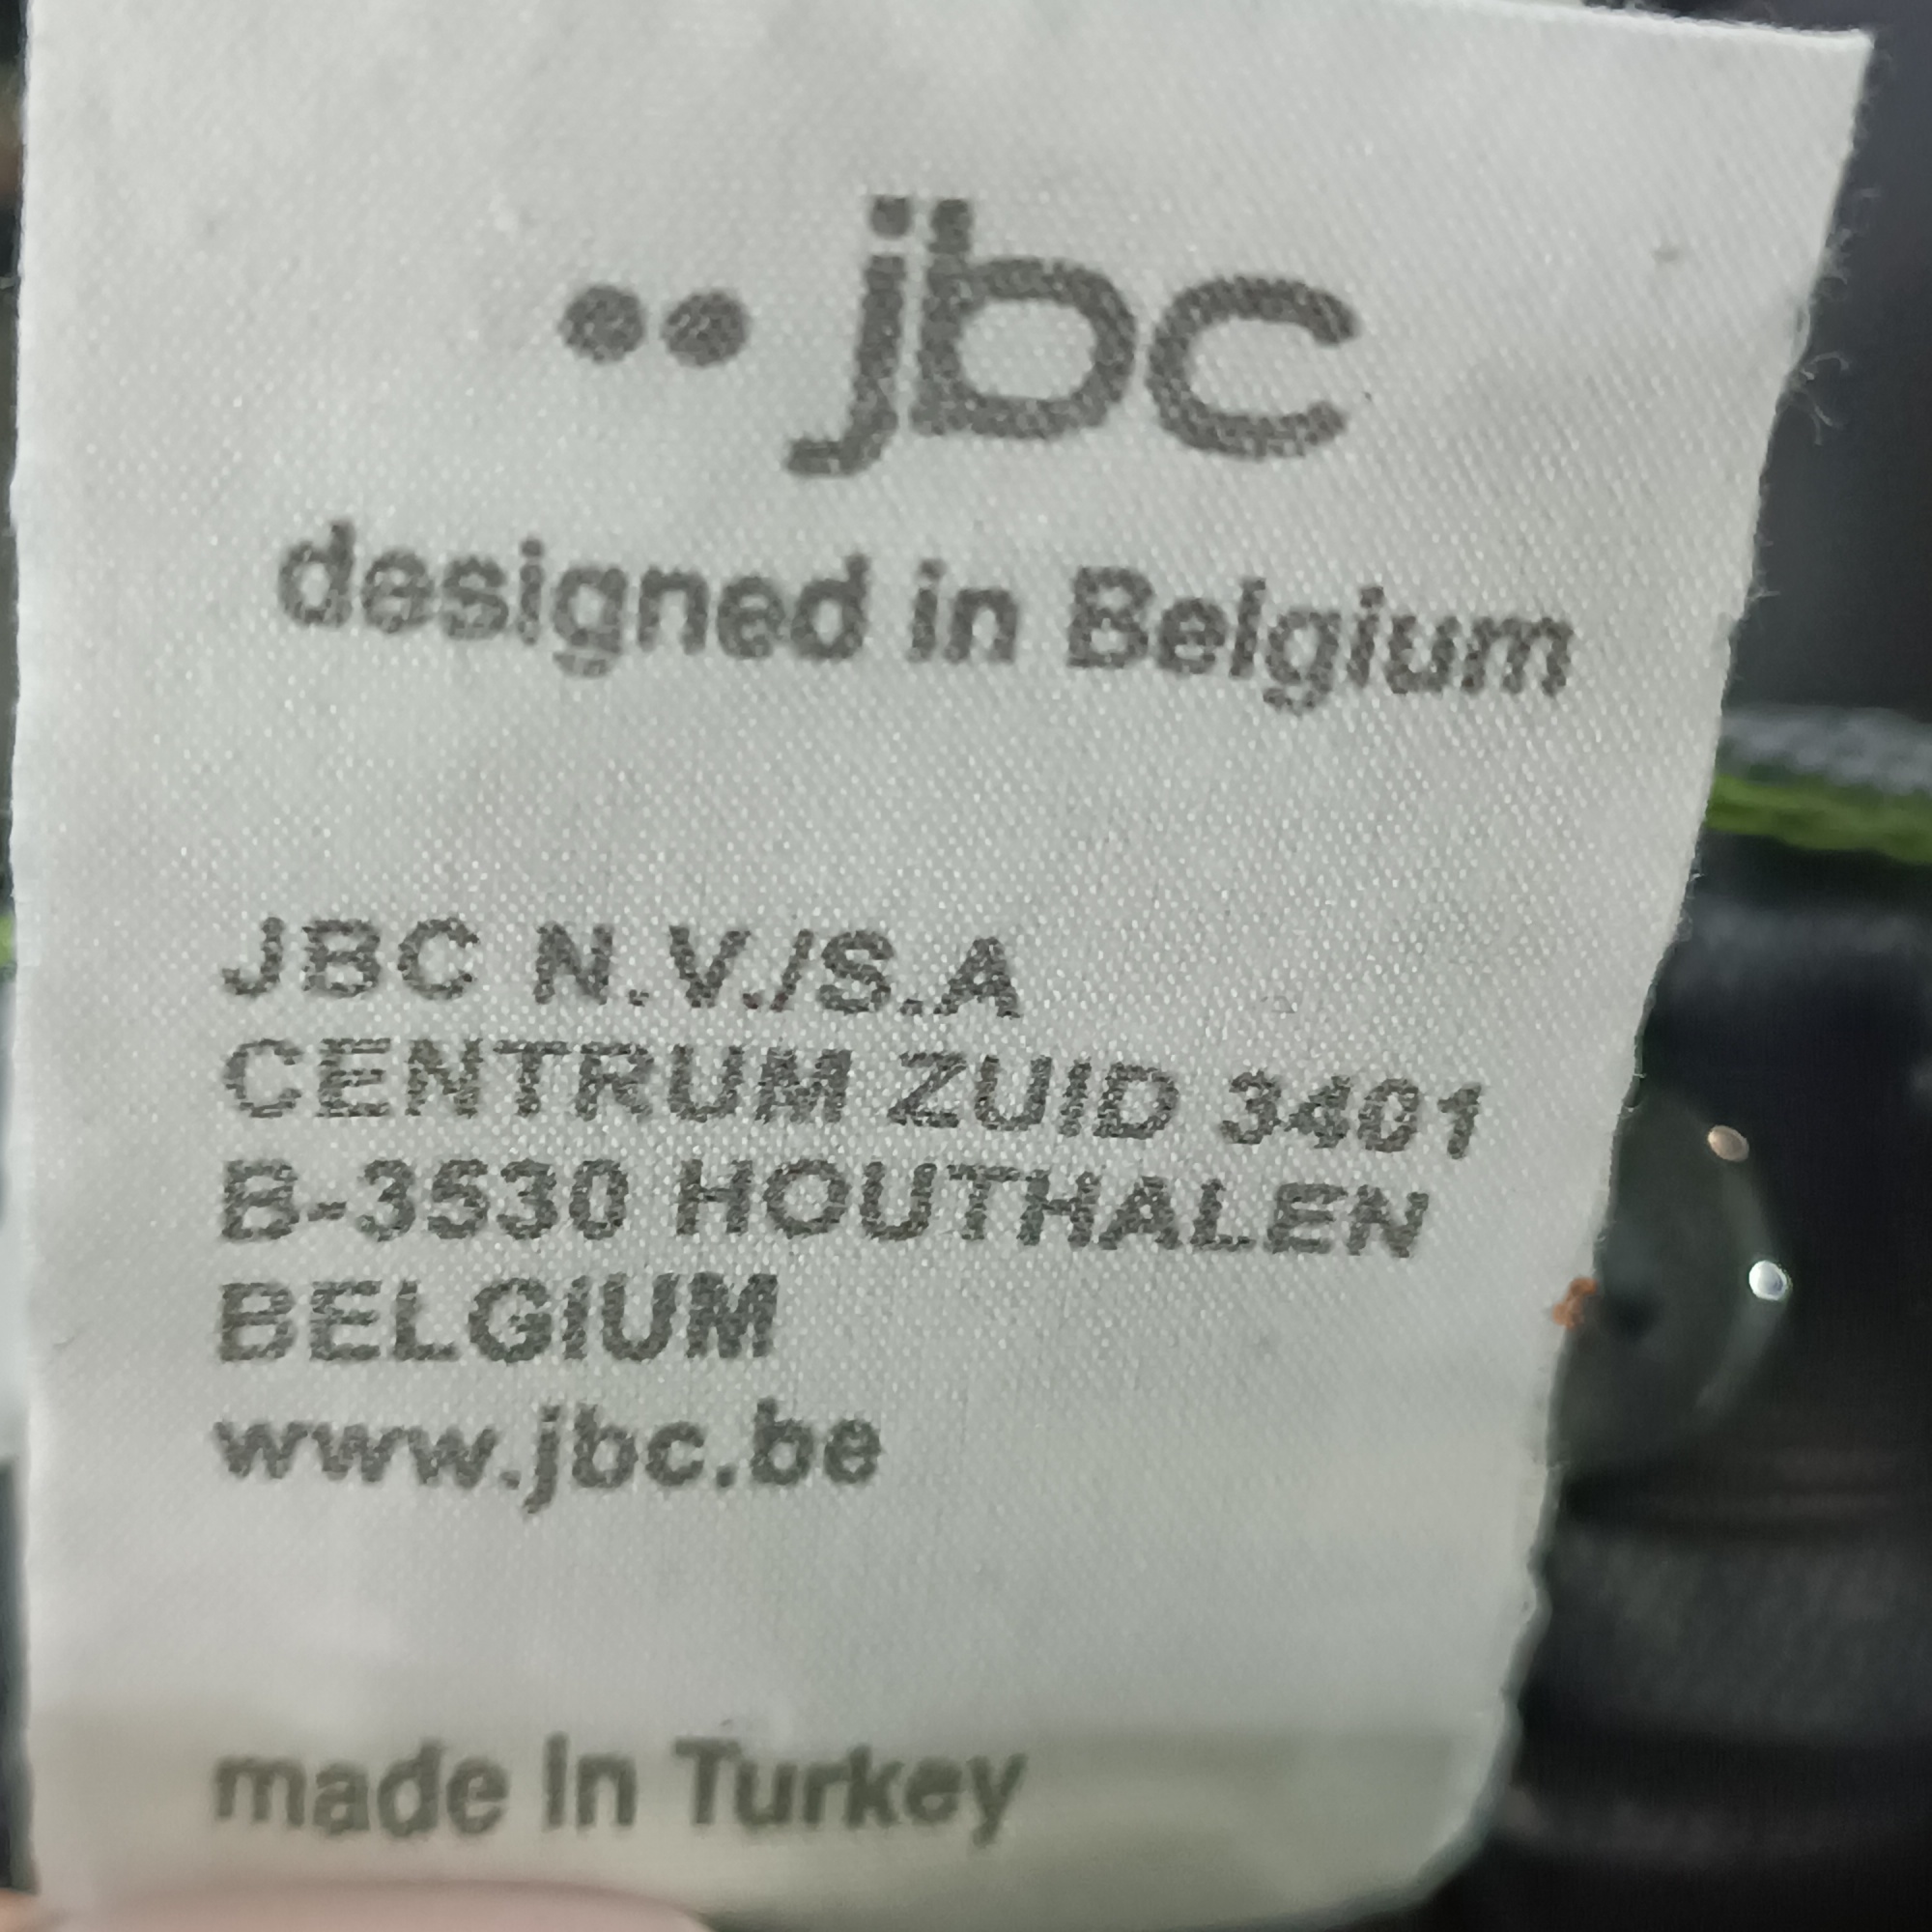 ••jbc
designed in Belgium
JBC N.V./S.A
CENTRUM ZUID 3401
B-3530 HOUTHALEN
BELGIUM
www.jbc.be
made in Turkey